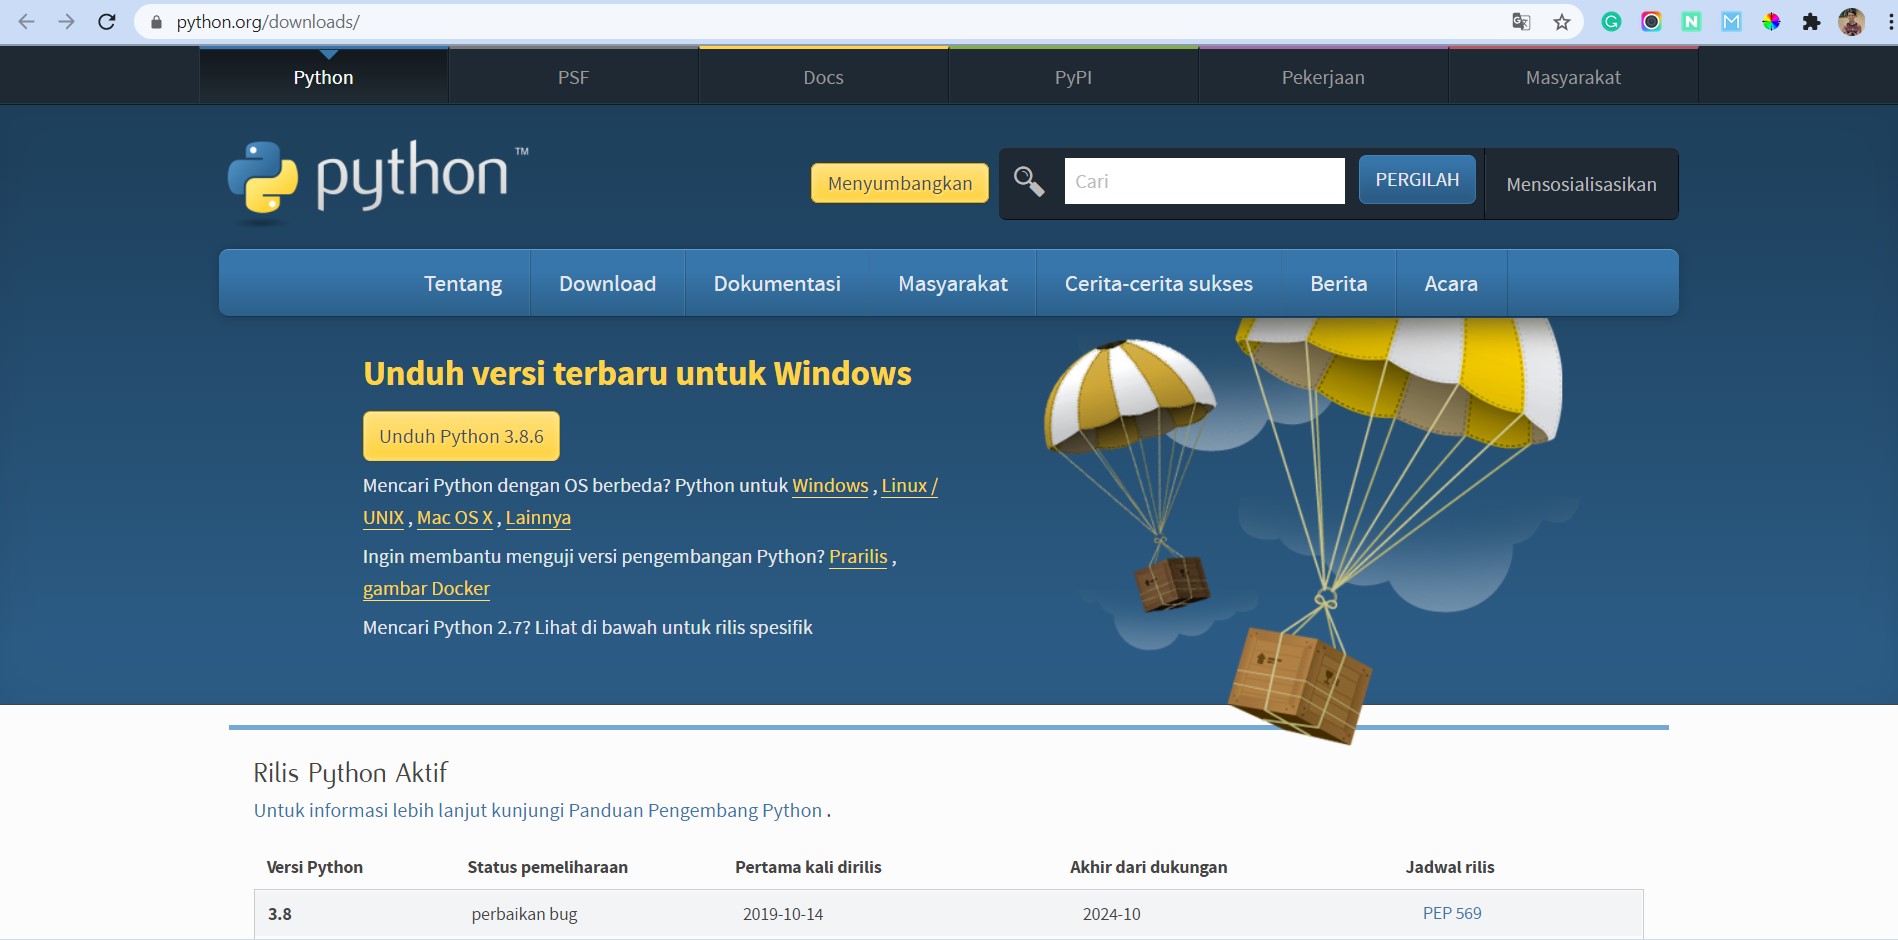 python.org/downloads/
Python PSF Docs PyPI Pekerjaan Masyarakat
python™
Menyumbangkan
Cari
PERGILAH
Mensosialisasikan
Tentang Download Dokumentasi Masyarakat Cerita-cerita sukses Berita Acara
Unduh versi terbaru untuk Windows
Unduh Python 3.8.6
Mencari Python dengan OS berbeda? Python untuk Windows , Linux /
UNIX , Mac OS X , Lainnya
Ingin membantu menguji versi pengembangan Python? Prarilis ,
gambar Docker
Mencari Python 2.7? Lihat di bawah untuk rilis spesifik
Rilis Python Aktif
Untuk informasi lebih lanjut kunjungi Panduan Pengembang Python .
Versi Python Status pemeliharaan Pertama kali dirilis Akhir dari dukungan Jadwal rilis
3.8 perbaikan bug 2019-10-14 2024-10 PEP 569